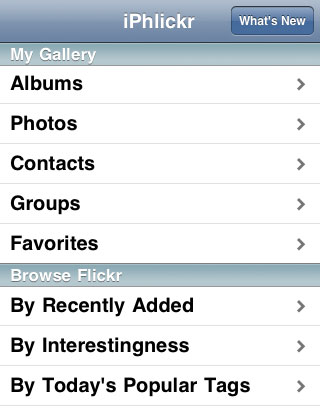 iPhlickr
What's New
My Gallery
Albums
Photos
Contacts
Groups
Favorites
Browse Flickr
By Recently Added
By Interestingness
By Today's Popular Tags